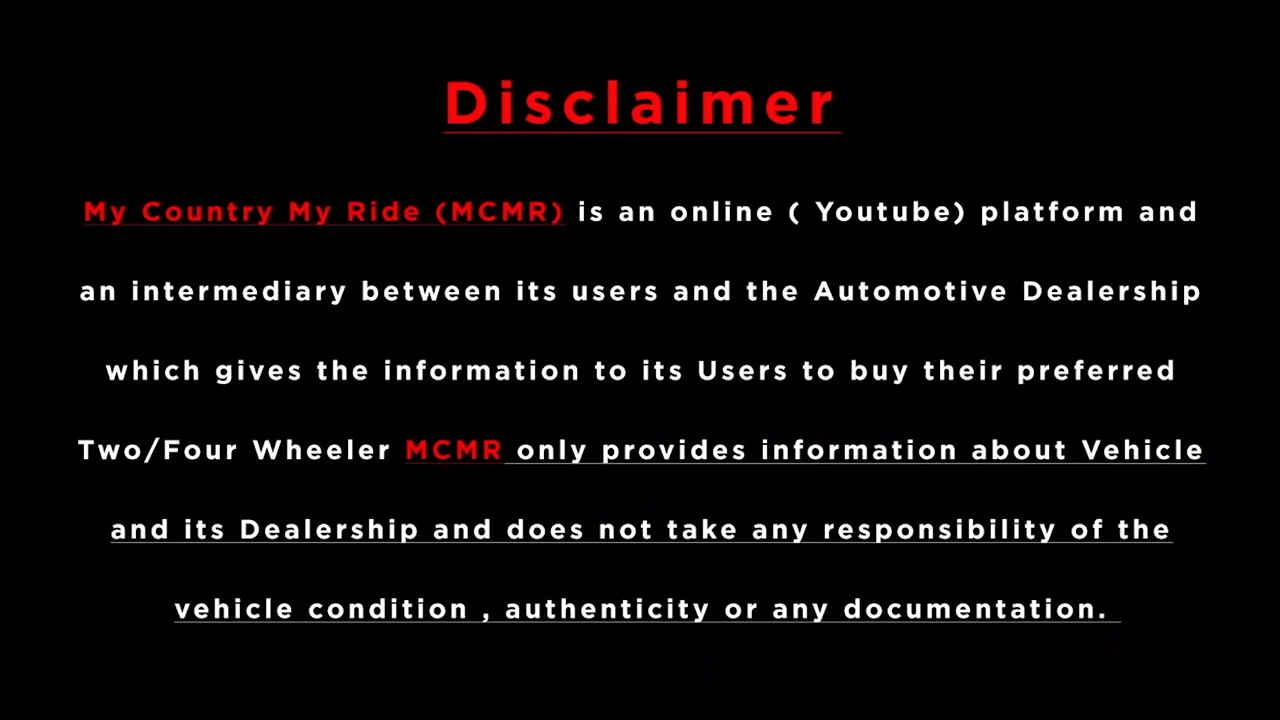 Disclaimer
My Country My Ride (MCMR) is an online ( Youtube) platform and
an intermediary between its users and the Automotive Dealership
which gives the information to its Users to buy their preferred
Two/Four Wheeler MCMR only provides information about Vehicle
and its Dealership and does not take any responsibility of the
vehicle condition , authenticity or any documentation.